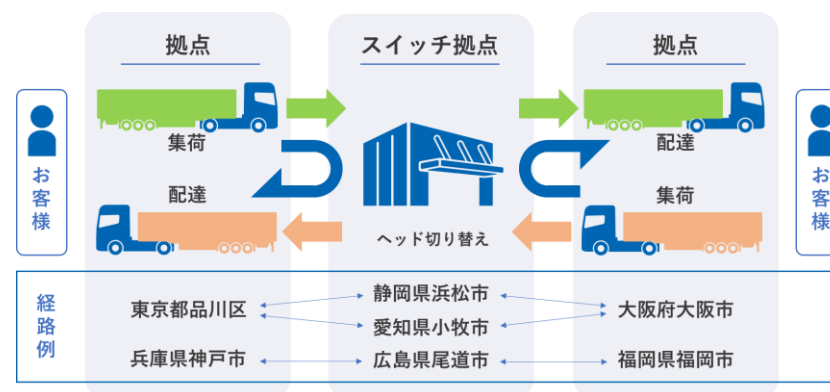 拠点
スイッチ拠点
拠点
お客様
集荷
配達
ヘッド切り替え
配達
集荷
お客様
経路例
東京都品川区
静岡県浜松市
愛知県小牧市
大阪府大阪市
兵庫県神戸市
広島県尾道市
福岡県福岡市